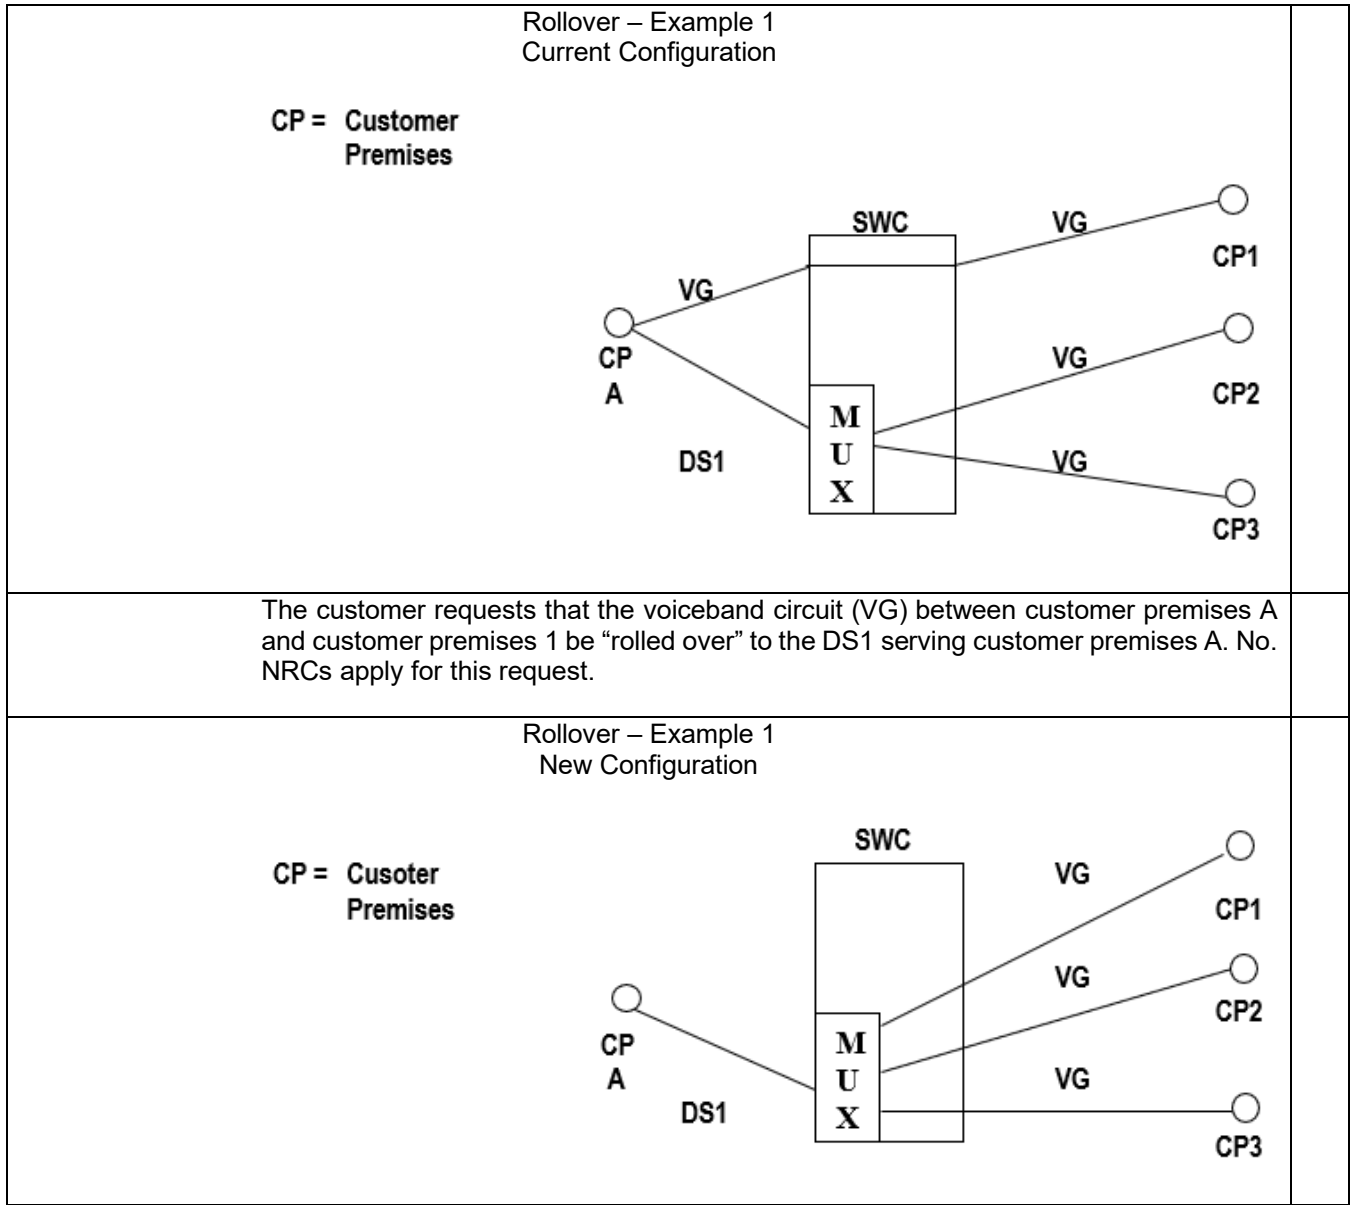 Rollover – Example 1
Current Configuration
CP = Customer
Premises
SWC
VG
CP1
VG
CP
A
VG
CP2
M
U
X
DS1
VG
CP3
The customer requests that the voiceband circuit (VG) between customer premises A
and customer premises 1 be “rolled over” to the DS1 serving customer premises A. No.
NRCs apply for this request.
Rollover – Example 1
New Configuration
SWC
CP = Cusoter
Premises
VG
CP1
VG
CP2
CP
A
M
U
X
VG
DS1
CP3